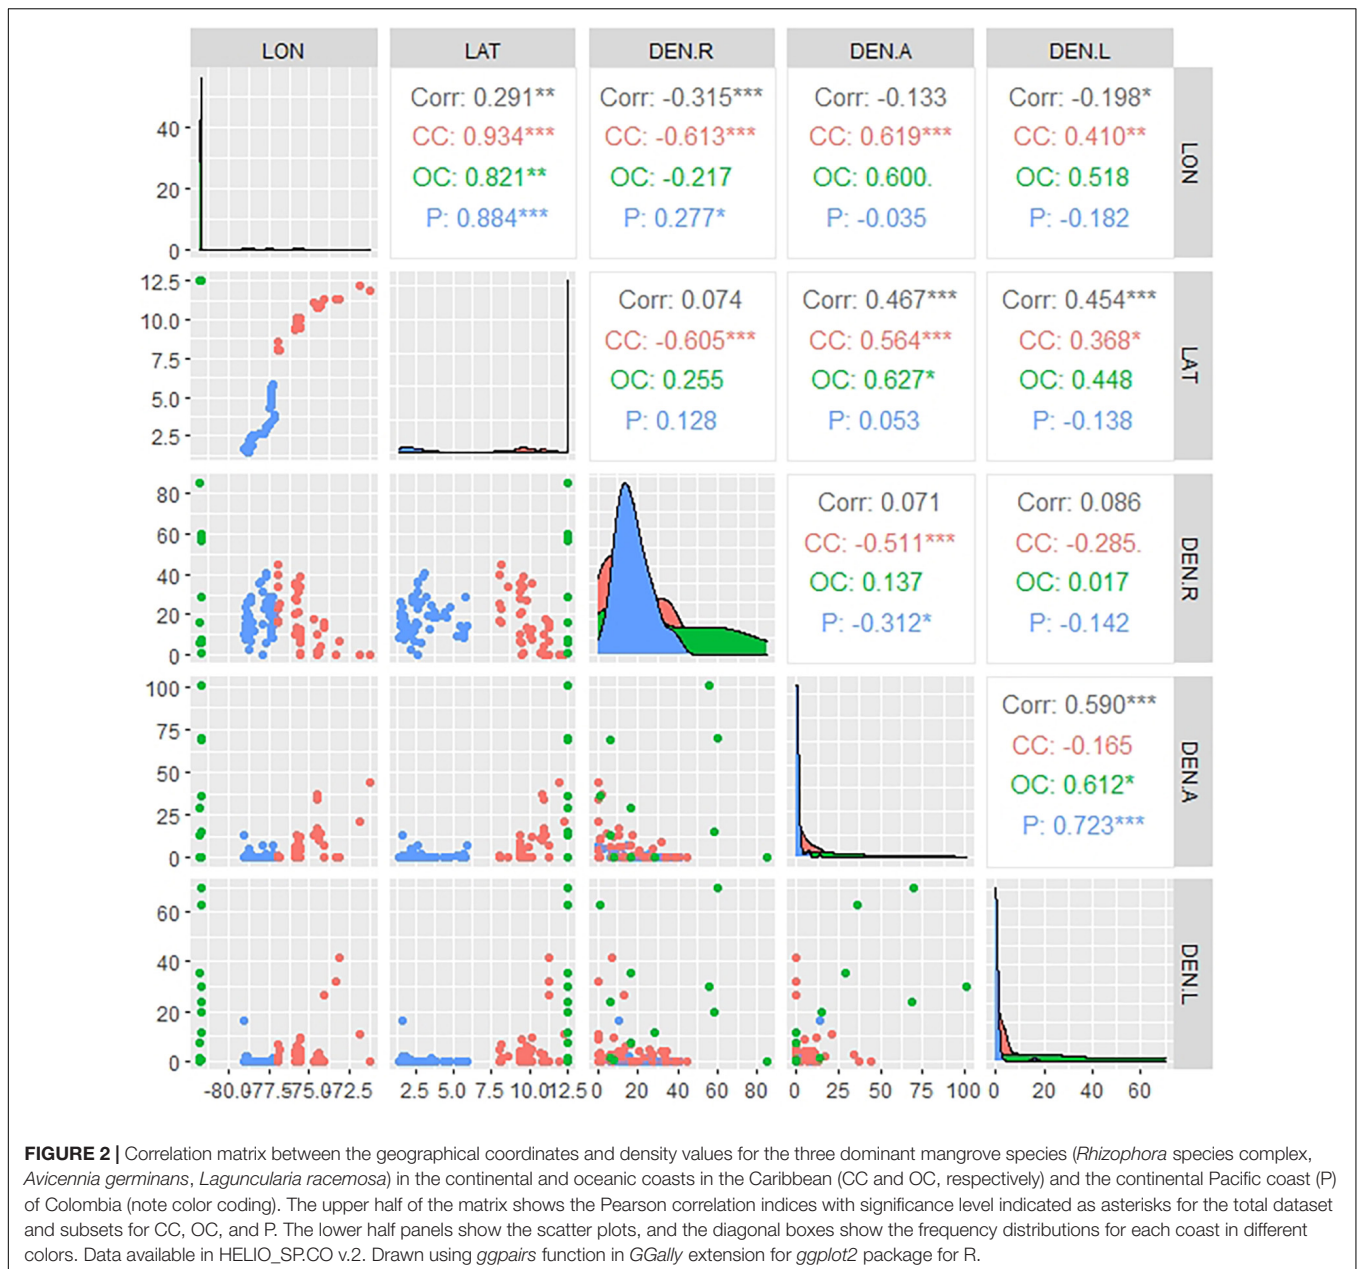 LON LAT DEN.R DEN.A DEN.L
Corr: 0.291** Corr: -0.315*** Corr: -0.133 Corr: -0.198*
CC: 0.934*** CC: -0.613*** CC: 0.619*** CC: 0.410**
OC: 0.821** OC: -0.217 OC: 0.600. OC: 0.518
P: 0.884*** P: 0.277* P: -0.035 P: -0.182
40
20
0
LON
Corr: 0.074 Corr: 0.467*** Corr: 0.454***
CC: -0.605*** CC: 0.564*** CC: 0.368*
OC: 0.255 OC: 0.627* OC: 0.448
P: 0.128 P: 0.053 P: -0.138
12.5
10.0
7.5
5.0
2.5
LAT
Corr: 0.071 Corr: 0.086
CC: -0.511*** CC: -0.285.
OC: 0.137 OC: 0.017
P: -0.312* P: -0.142
80
60
40
20
0
DEN.R
Corr: 0.590***
CC: -0.165
OC: 0.612*
P: 0.723***
100
75
50
25
0
DEN.A
60
40
20
0
DEN.L
-80.0-77.5-75.0-72.5 2.5 5.0 7.5 10.0 12.5 0 20 40 60 80 0 25 50 75 100 0 20 40 60
FIGURE 2 | Correlation matrix between the geographical coordinates and density values for the three dominant mangrove species (Rhizophora species complex,
Avicennia germinans, Laguncularia racemosa) in the continental and oceanic coasts in the Caribbean (CC and OC, respectively) and the continental Pacific coast (P)
of Colombia (note color coding). The upper half of the matrix shows the Pearson correlation indices with significance level indicated as asterisks for the total dataset
and subsets for CC, OC, and P. The lower half panels show the scatter plots, and the diagonal boxes show the frequency distributions for each coast in different
colors. Data available in HELIO_SP.CO v.2. Drawn using ggpairs function in GGally extension for ggplot2 package for R.